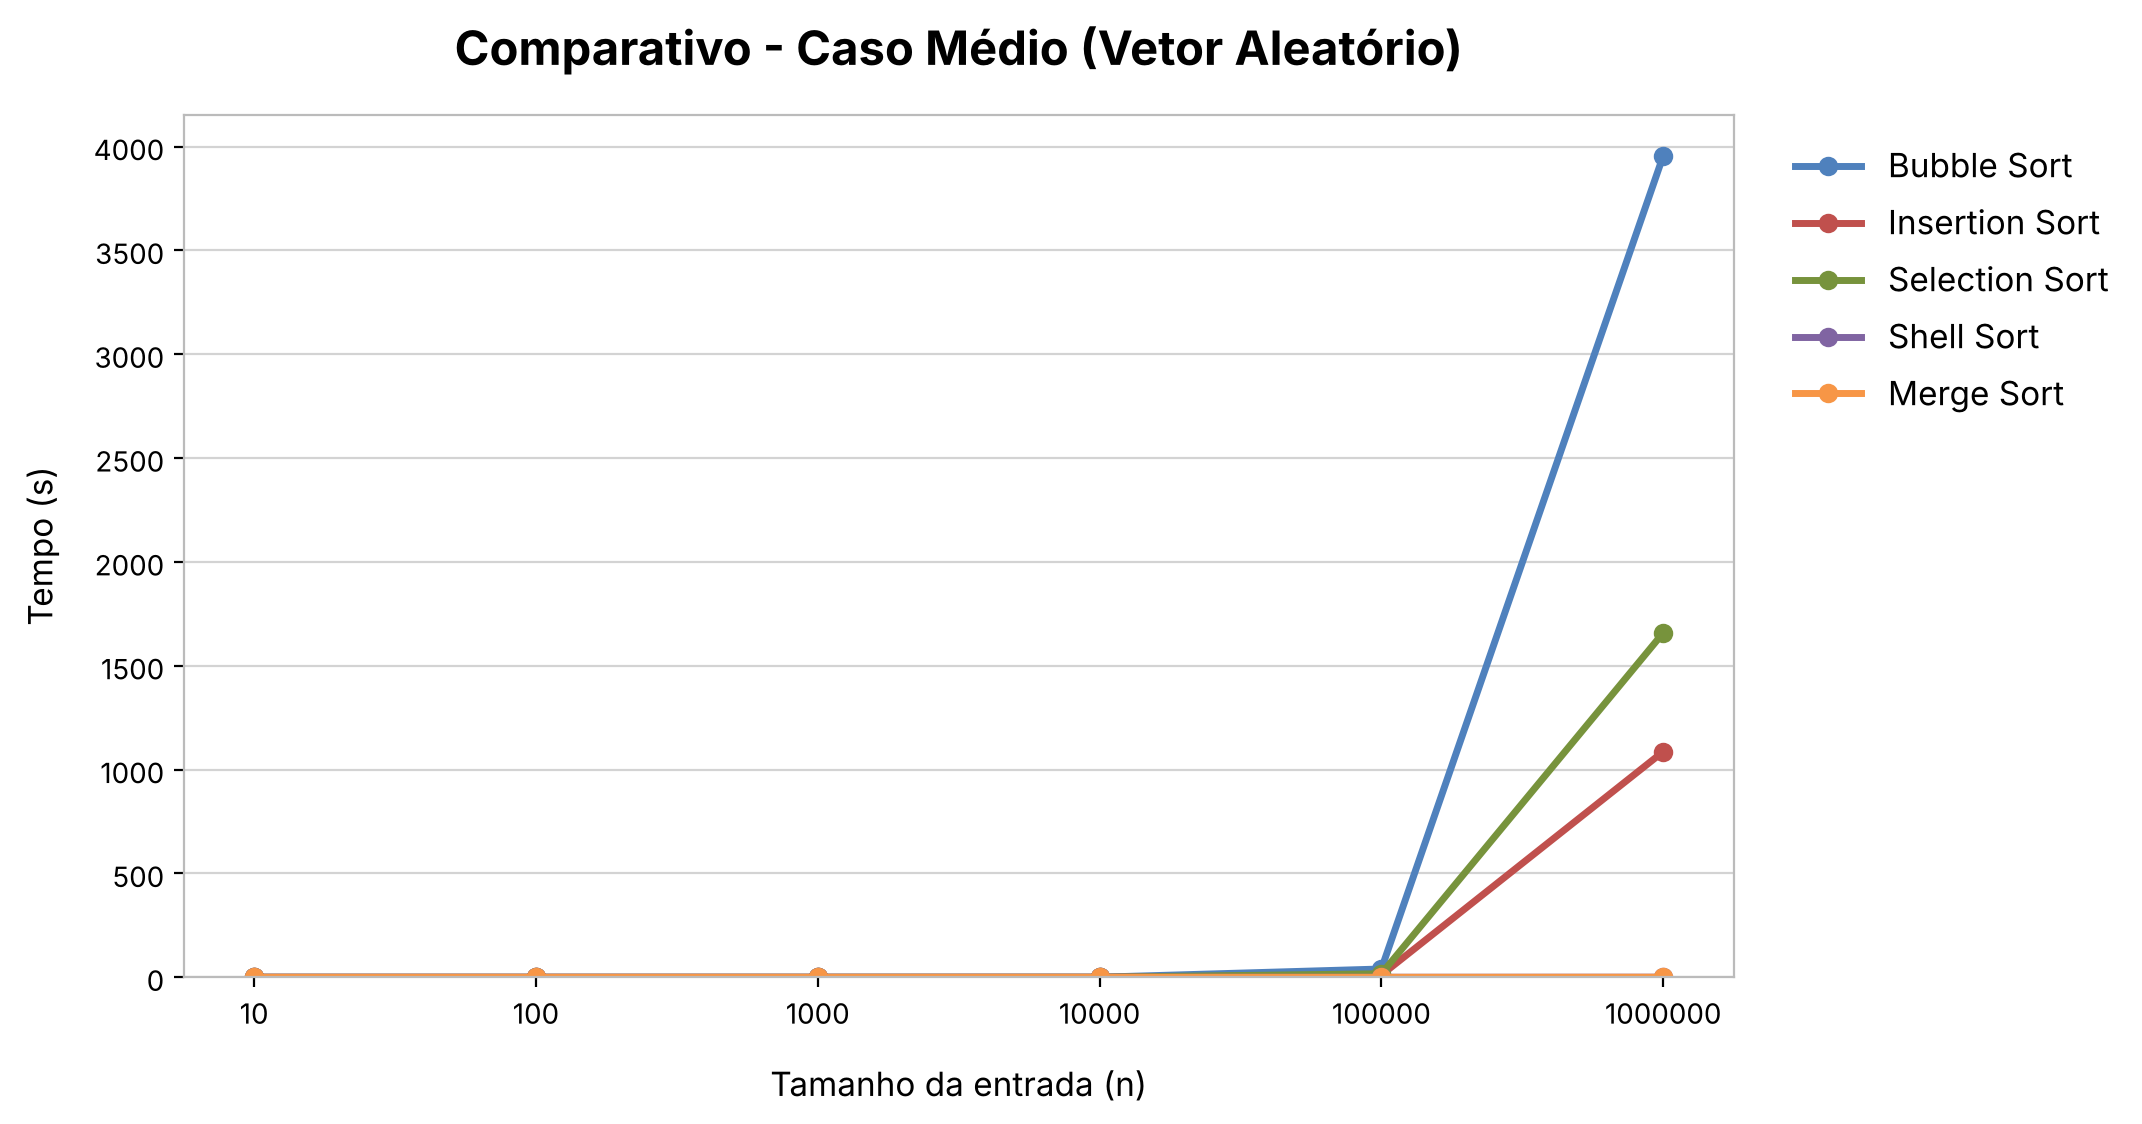 Comparativo - Caso Médio (Vetor Aleatório)
4000
3500
3000
2500
2000
1500
1000
500
0
Tempo (s)
10 100 1000 10000 100000 1000000
Tamanho da entrada (n)
Bubble Sort
Insertion Sort
Selection Sort
Shell Sort
Merge Sort